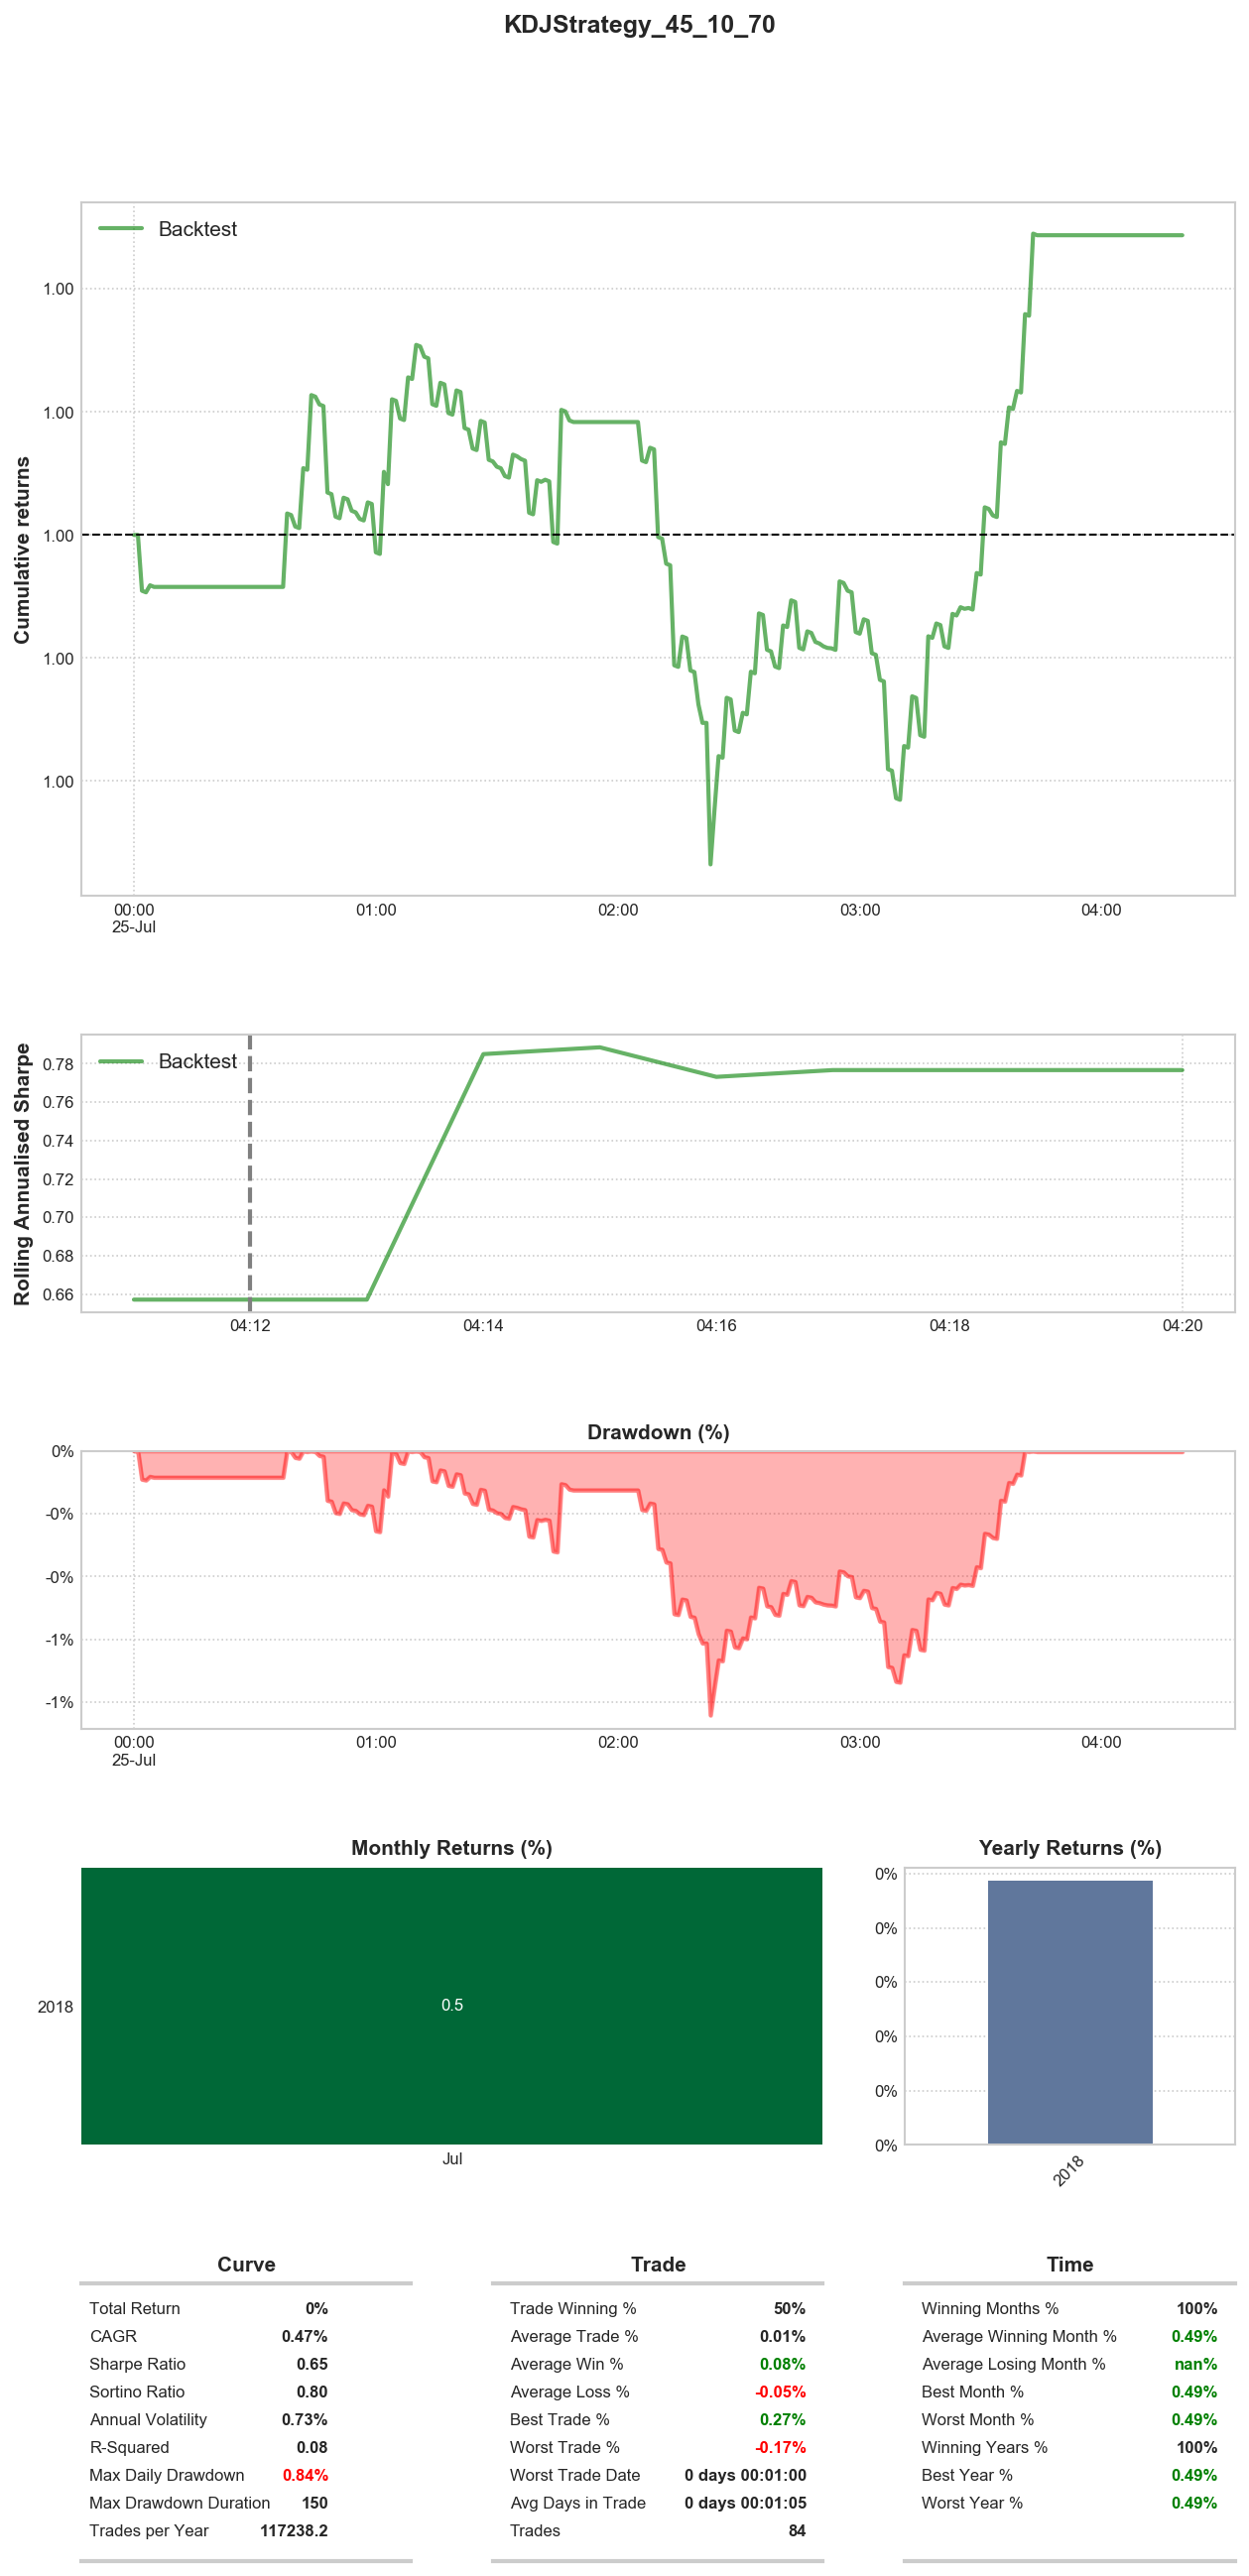 KDJStrategy_45_10_70
Backtest
Cumulative returns
1.00
1.00
1.00
1.00
1.00
00:00 01:00 02:00 03:00 04:00
25-Jul
Backtest
Rolling Annualised Sharpe
0.78
0.76
0.74
0.72
0.70
0.68
0.66
04:12 04:14 04:16 04:18 04:20
Drawdown (%)
0%
-0%
-0%
-1%
-1%
00:00 01:00 02:00 03:00 04:00
25-Jul
Monthly Returns (%)
2018
0.5
Jul
Yearly Returns (%)
0%
0%
0%
0%
0%
0%
2018
Curve
Total Return 0%
CAGR 0.47%
Sharpe Ratio 0.65
Sortino Ratio 0.80
Annual Volatility 0.73%
R-Squared 0.08
Max Daily Drawdown 0.84%
Max Drawdown Duration 150
Trades per Year 117238.2
Trade
Trade Winning % 50%
Average Trade % 0.01%
Average Win % 0.08%
Average Loss % -0.05%
Best Trade % 0.27%
Worst Trade % -0.17%
Worst Trade Date 0 days 00:01:00
Avg Days in Trade 0 days 00:01:05
Trades 84
Time
Winning Months % 100%
Average Winning Month % 0.49%
Average Losing Month % nan%
Best Month % 0.49%
Worst Month % 0.49%
Winning Years % 100%
Best Year % 0.49%
Worst Year % 0.49%